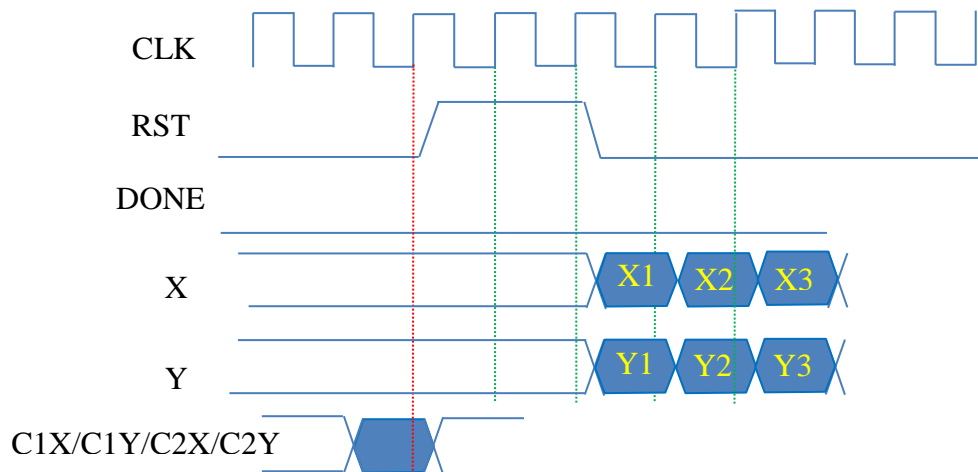 CLK
RST
DONE
X
X1 X2 X3
Y
Y1 Y2 Y3
C1X/C1Y/C2X/C2Y